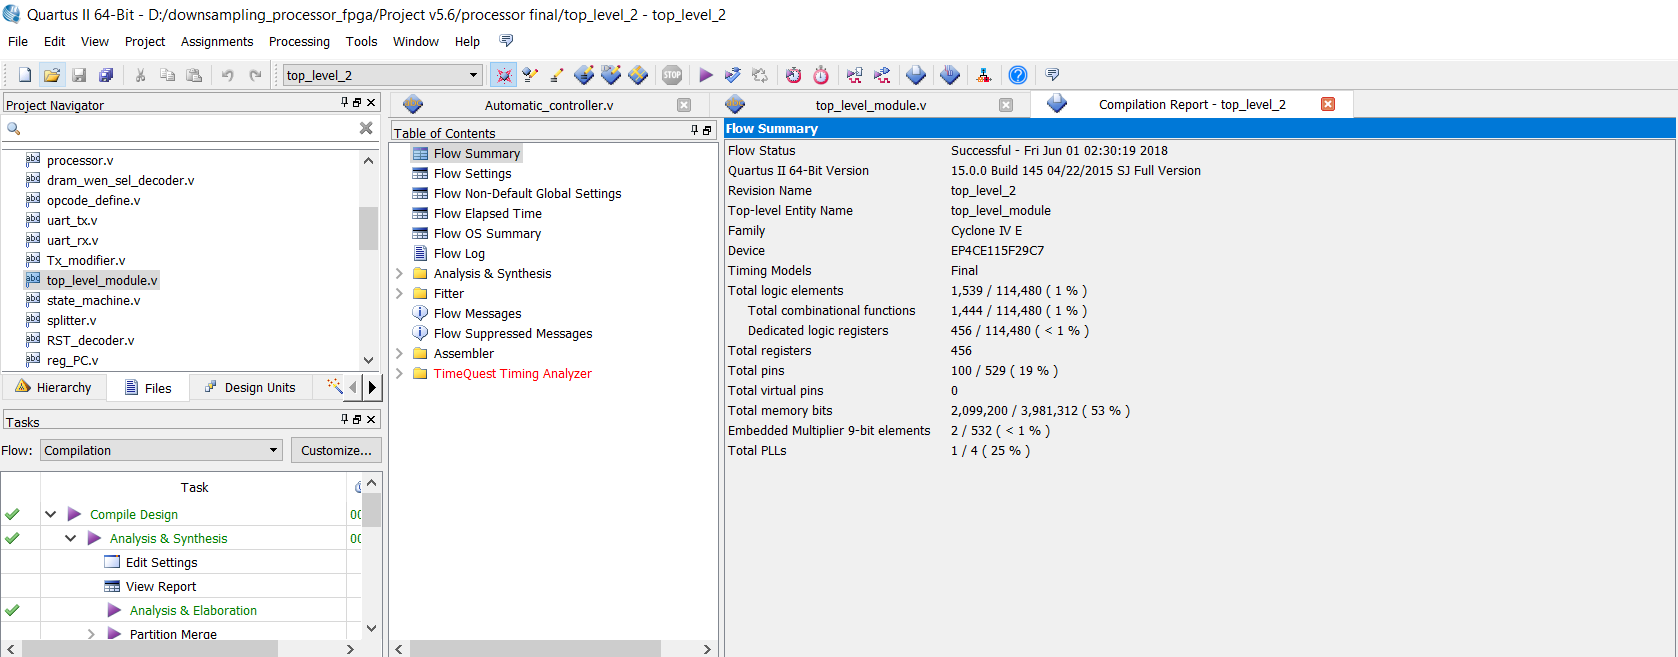 Quartus II 64-Bit - D:/downsampling_processor_fpga/Project v5.6/processor final/top_level_2 - top_level_2
File Edit View Project Assignments Processing Tools Window Help
top_level_2
STOP
Project Navigator
processor.v
dram_wen_sel_decoder.v
opcode_define.v
uart_tx.v
uart_rx.v
Tx_modifier.v
top_level_module.v
state_machine.v
splitter.v
RST_decoder.v
reg_PC.v
Hierarchy Files Design Units
Tasks
Flow: Compilation Customize...
Task
Compile Design 00
Analysis & Synthesis 00
Edit Settings
View Report
Analysis & Elaboration
Partition Merge
Automatic_controller.v top_level_module.v Compilation Report - top_level_2
Table of Contents
Flow Summary
Flow Settings
Flow Non-Default Global Settings
Flow Elapsed Time
Flow OS Summary
Flow Log
Analysis & Synthesis
Fitter
Flow Messages
Flow Suppressed Messages
Assembler
TimeQuest Timing Analyzer
Flow Summary
Flow Status Successful - Fri Jun 01 02:30:19 2018
Quartus II 64-Bit Version 15.0.0 Build 145 04/22/2015 SJ Full Version
Revision Name top_level_2
Top-level Entity Name top_level_module
Family Cyclone IV E
Device EP4CE115F29C7
Timing Models Final
Total logic elements 1,539 / 114,480 ( 1 % )
Total combinational functions 1,444 / 114,480 ( 1 % )
Dedicated logic registers 456 / 114,480 ( < 1 % )
Total registers 456
Total pins 100 / 529 ( 19 % )
Total virtual pins 0
Total memory bits 2,099,200 / 3,981,312 ( 53 % )
Embedded Multiplier 9-bit elements 2 / 532 ( < 1 % )
Total PLLs 1 / 4 ( 25 % )